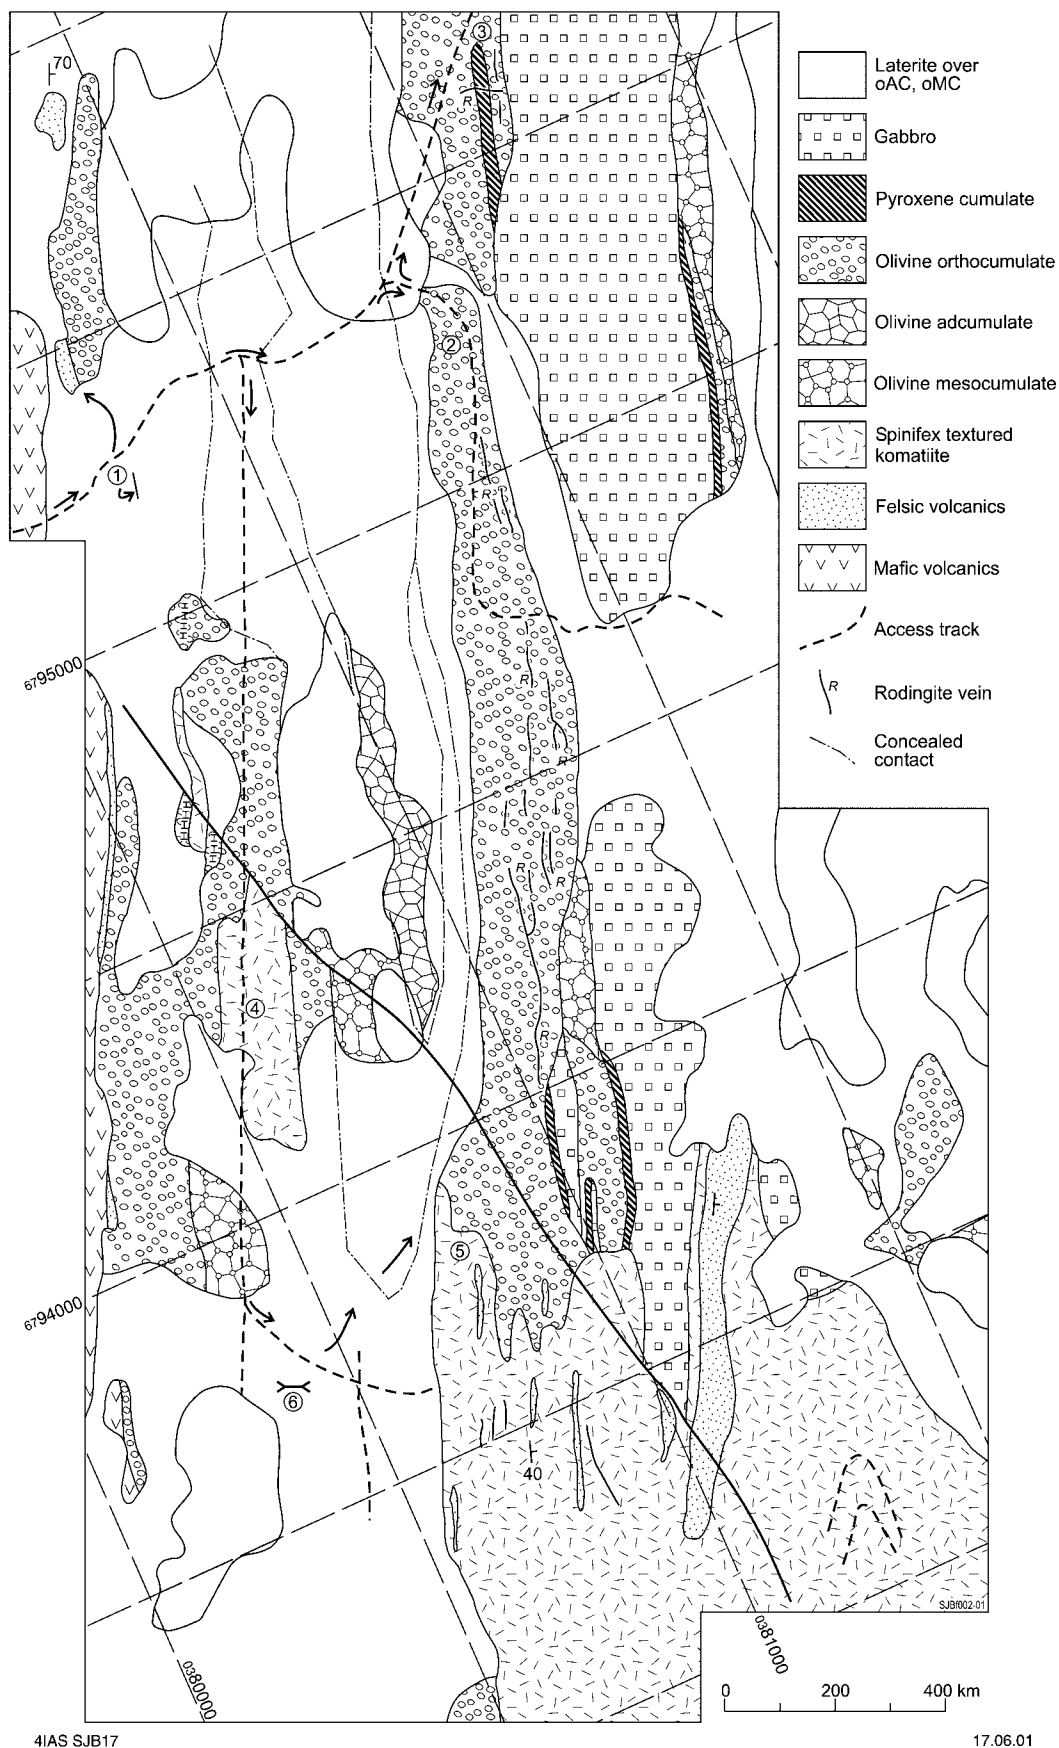 70
3
R
Laterite over
oAC, oMC
Gabbro
Pyroxene cumulate
Olivine orthocumulate
Olivine adcumulate
Olivine mesocumulate
Spinifex textured
komatiite
Felsic volcanics
Mafic volcanics
Access track
R
Rodingite vein
Concealed
contact
2
1
R
6795000
R
R
R
R
4
R
5
6794000
6
40
SJBf002-01
0380000
0381000
0 200 400 km
4IAS SJB17
17.06.01